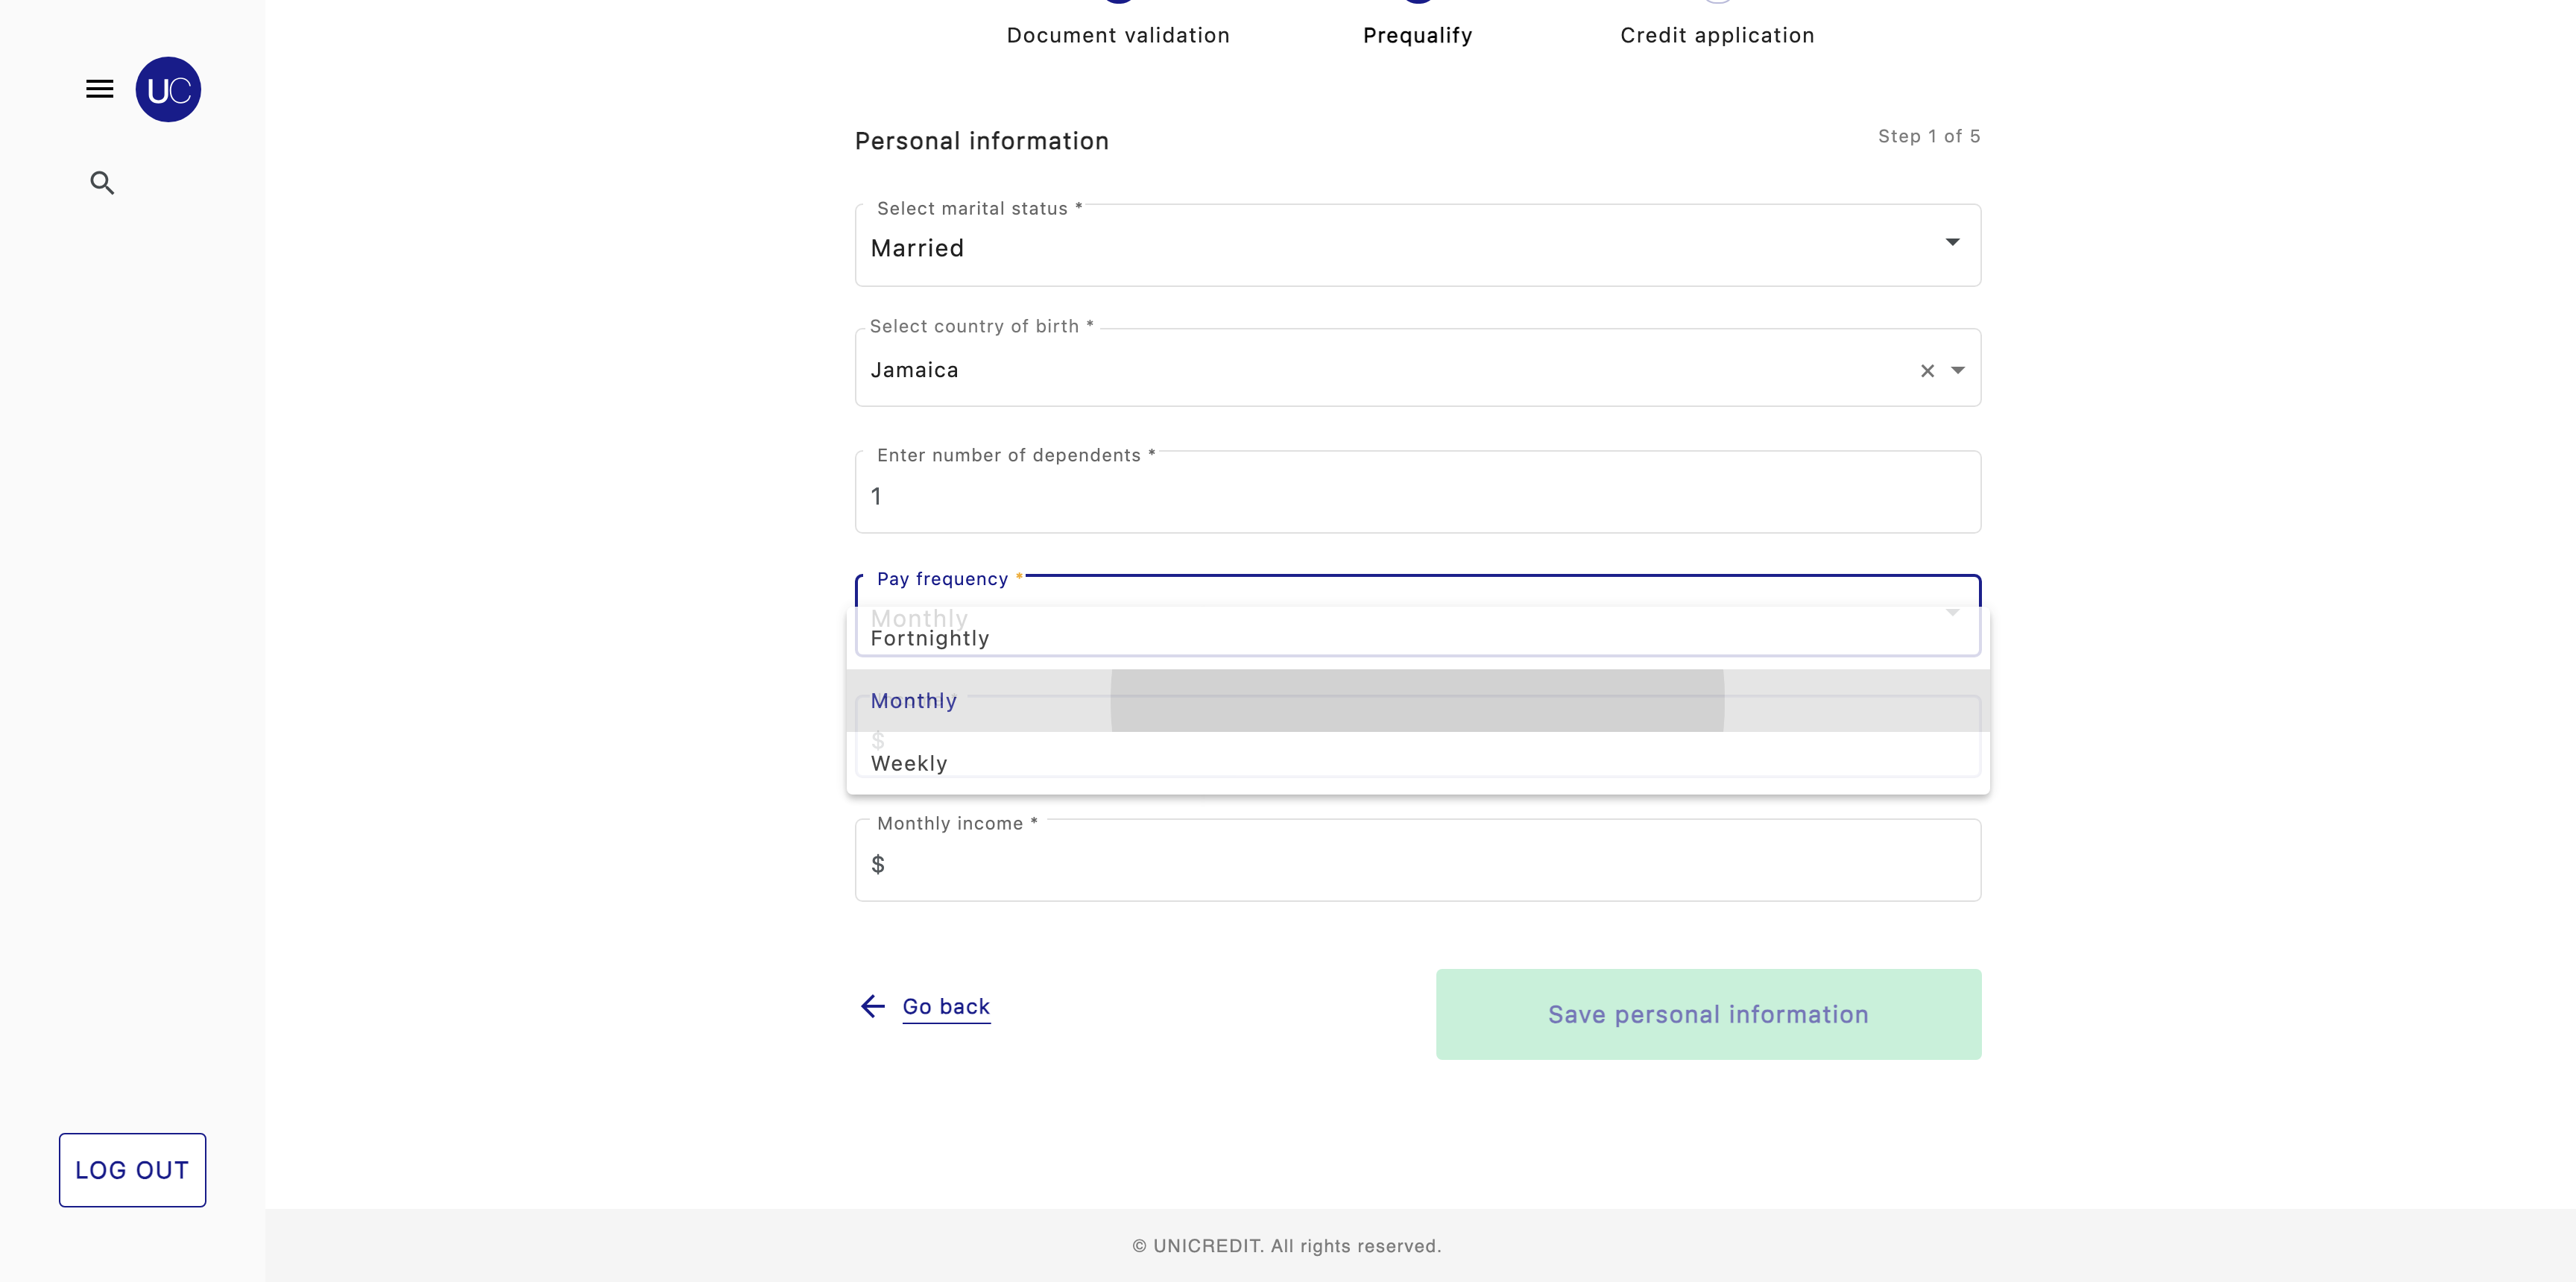 UC
Document validation
Prequalify
Credit application
Personal information
Step 1 of 5
Select marital status *
Married
Select country of birth *
Jamaica
Enter number of dependents *
1
Pay frequency *
Monthly
Fortnightly
Monthly
$
Weekly
Monthly income *
$
Go back
Save personal information
LOG OUT
© UNICREDIT. All rights reserved.